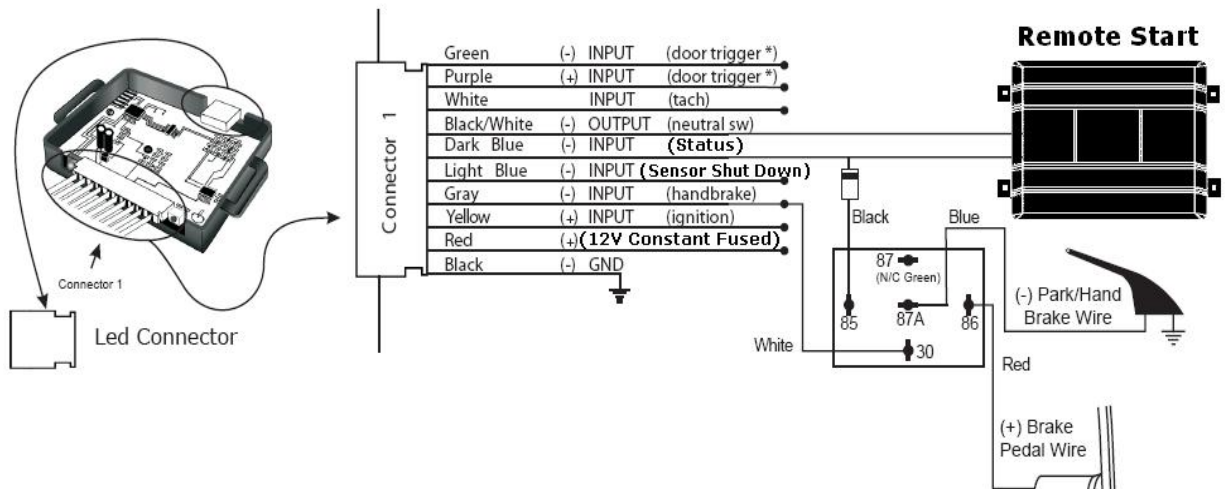 Remote Start
Green (-) INPUT (door trigger *)
Purple (+) INPUT (door trigger *)
White INPUT (tach)
Black/White (-) OUTPUT (neutral sw)
Dark Blue (-) INPUT (Status)
Light Blue (-) INPUT (Sensor Shut Down)
Gray (-) INPUT (handbrake)
Yellow (+) INPUT (ignition)
Red (+)(12V Constant Fused)
Black (-) GND
Connector 1
Connector 1
Led Connector
Black
Blue
87
(N/C Green)
85
87A
86
30
White
Red
(-) Park/Hand
Brake Wire
(+) Brake
Pedal Wire